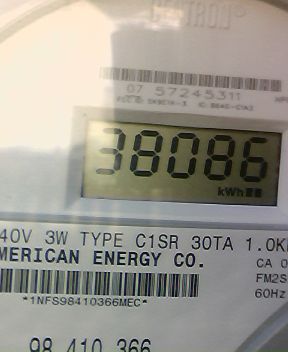 CENTRON®
07 57245311
38086
kWh
40V 3W TYPE C1SR 30TA 1.0K
MERICAN ENERGY CO.
CA 0
*1NFS98410366MEC*
FM2S
60Hz
98 410 366